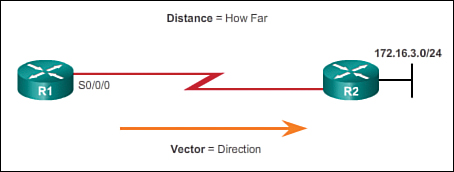 Distance = How Far
172.16.3.0/24
R1
S0/0/0
R2
Vector = Direction